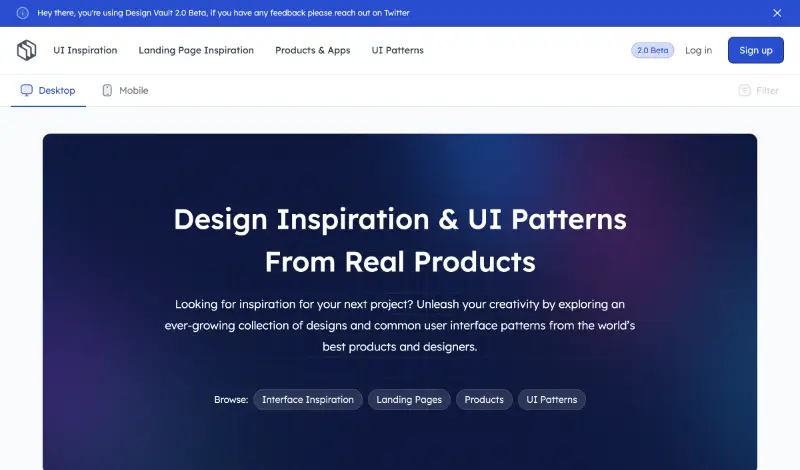 Hey there, you're using Design Vault 2.0 Beta, if you have any feedback please reach out on Twitter
UI Inspiration
Landing Page Inspiration
Products & Apps
UI Patterns
2.0 Beta
Log in
Sign up
Desktop
Mobile
Filter
Design Inspiration & UI Patterns
From Real Products
Looking for inspiration for your next project? Unleash your creativity by exploring an
ever-growing collection of designs and common user interface patterns from the world's
best products and designers.
Browse:
Interface Inspiration
Landing Pages
Products
UI Patterns